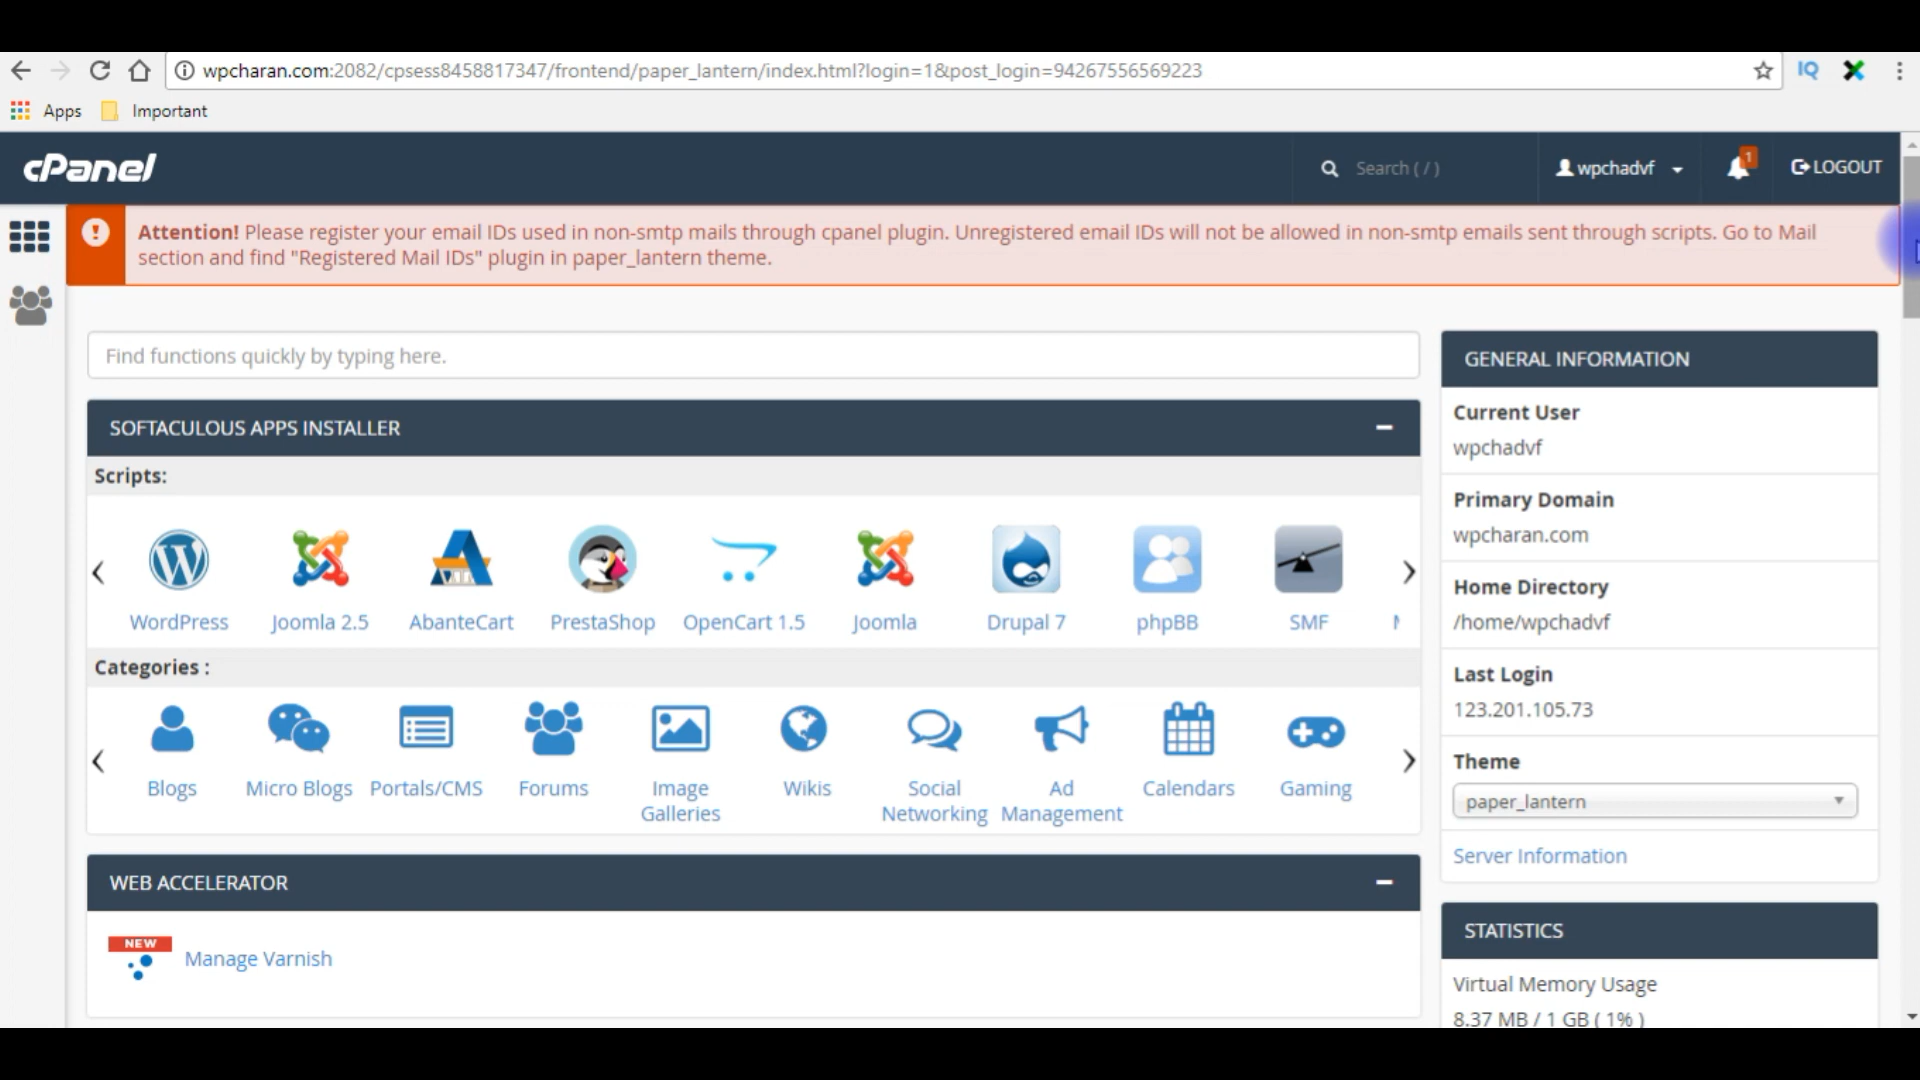 wpcharan.com:2082/cpsess8458817347/frontend/paper_lantern/index.html?login=1&post_login=94267556569223
IQ
Apps
Important
cPanel
Search ( / )
wpchadvf
1
LOGOUT
Attention! Please register your email IDs used in non-smtp mails through cpanel plugin. Unregistered email IDs will not be allowed in non-smtp emails sent through scripts. Go to Mail
section and find "Registered Mail IDs" plugin in paper_lantern theme.
Find functions quickly by typing here.
SOFTACULOUS APPS INSTALLER
Scripts:
WordPress
Joomla 2.5
AbanteCart
PrestaShop
OpenCart 1.5
Joomla
Drupal 7
phpBB
SMF
Categories :
Blogs
Micro Blogs
Portals/CMS
Forums
Image
Galleries
Wikis
Social
Networking
Ad
Management
Calendars
Gaming
WEB ACCELERATOR
NEW
Manage Varnish
GENERAL INFORMATION
Current User
wpchadvf
Primary Domain
wpcharan.com
Home Directory
/home/wpchadvf
Last Login
123.201.105.73
Theme
paper_lantern
Server Information
STATISTICS
Virtual Memory Usage
8.37 MB / 1 GB ( 1% )